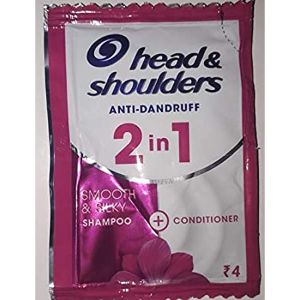 head &
shoulders
ANTI-DANDRUFF
2 in 1
SMOOTH
& SILKY
SHAMPOO
+ CONDITIONER
₹4